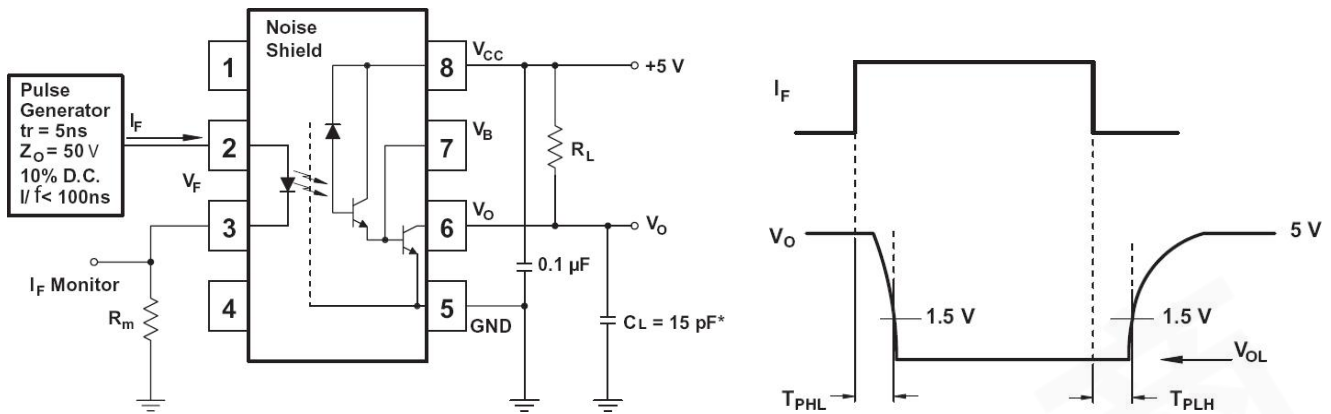 Noise
Shield
Pulse
Generator
tr = 5ns
Z_O = 50 V
10% D.C.
I/ f< 100ns
I_F
V_F
1
2
3
4
8
7
6
5
V_CC
V_B
V_O
GND
+5 V
R_L
V_O
0.1 µF
C_L = 15 pF*
I_F Monitor
R_m
I_F
V_O
5 V
1.5 V
1.5 V
V_OL
T_PHL
T_PLH